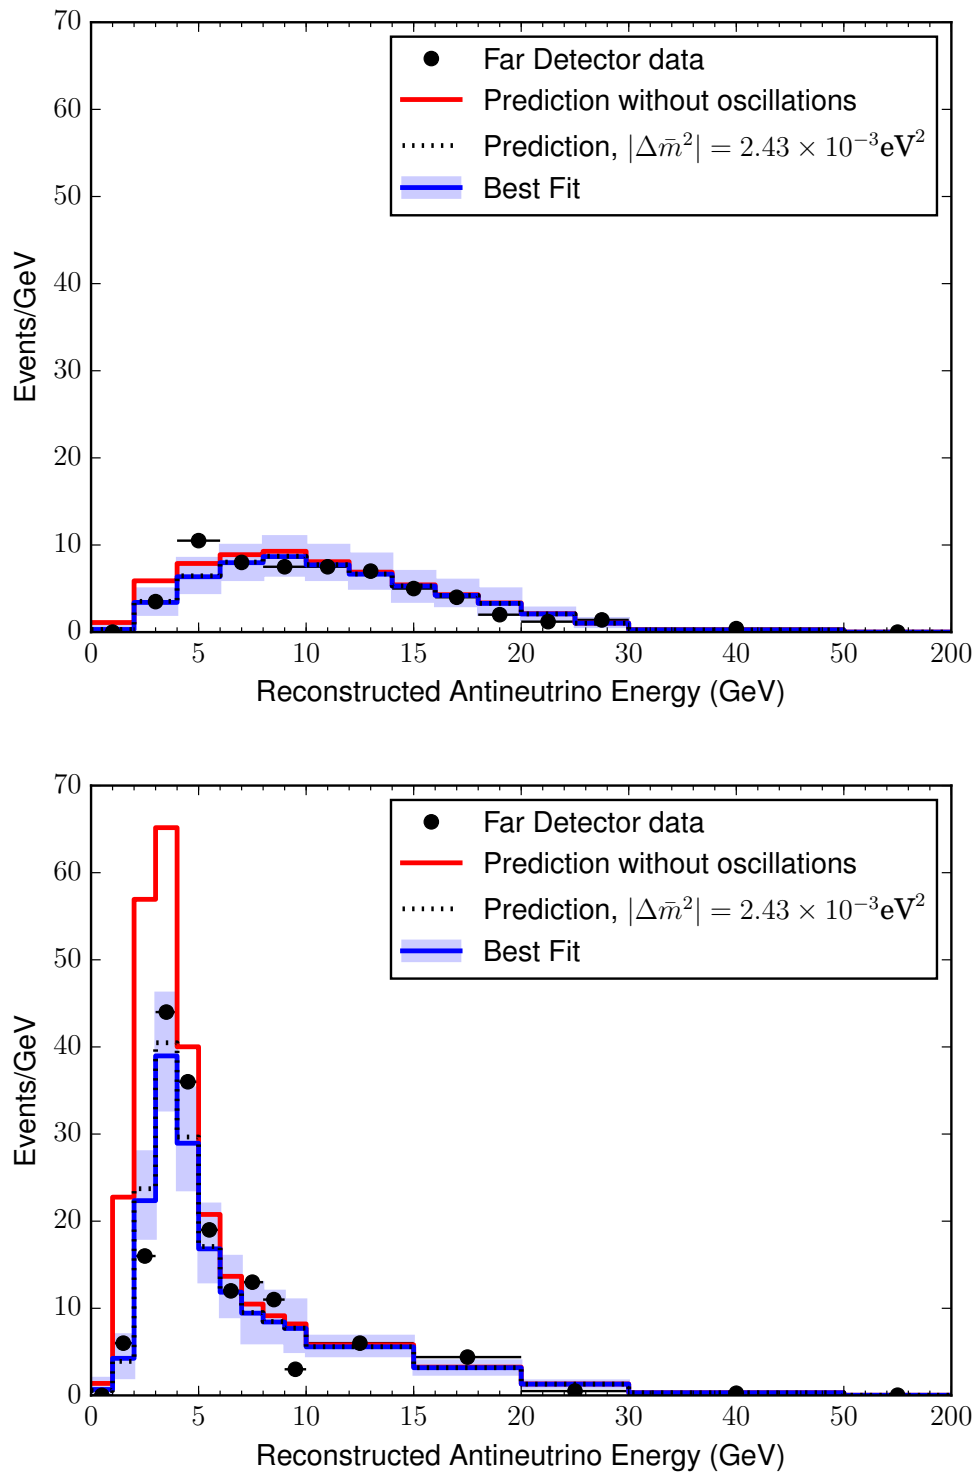 70
60
50
40
30
20
10
0
Events/GeV
Far Detector data
Prediction without oscillations
Prediction, |Δm̄²| = 2.43 × 10⁻³eV²
Best Fit
0 5 10 15 20 30 40 50 200
Reconstructed Antineutrino Energy (GeV)
70
60
50
40
30
20
10
0
Events/GeV
Far Detector data
Prediction without oscillations
Prediction, |Δm̄²| = 2.43 × 10⁻³eV²
Best Fit
0 5 10 15 20 30 40 50 200
Reconstructed Antineutrino Energy (GeV)